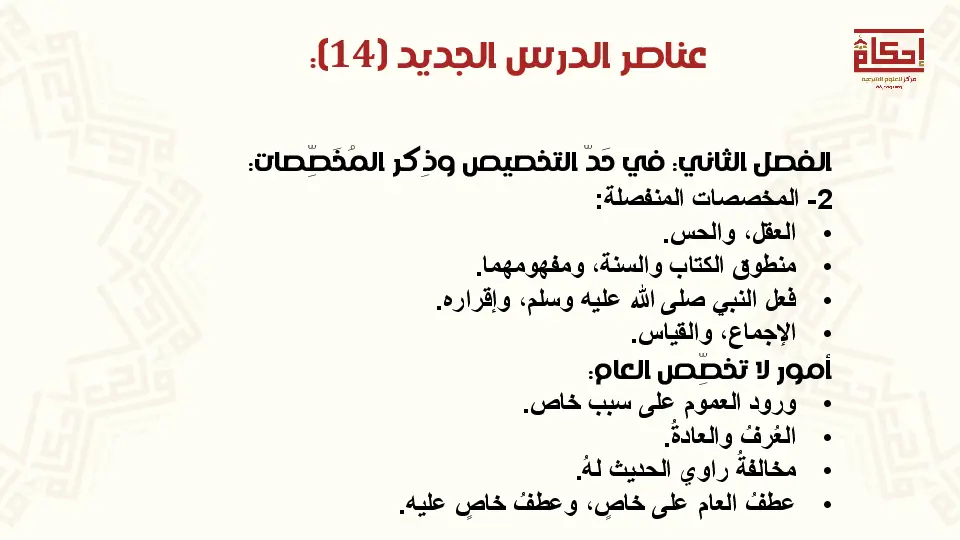 إحكام
مركز للعلوم الشرعية
عناصر الدرس الجديد (14):
الفصل الثاني: في حَدّ التخصيص وذِكر المُخَصِّصات:
2- المخصصات المنفصلة:
• العقل، والحس.
• منطوق الكتاب والسنة، ومفهومهما.
• فعل النبي صلى الله عليه وسلم، وإقراره.
• الإجماع، والقياس.
أمور لا تخصِّص العام:
• ورود العموم على سبب خاص.
• العُرفُ والعادةُ.
• مخالفةُ راوي الحديث لهُ.
• عطفُ العام على خاصٍ، وعطفُ خاصٍ عليه.